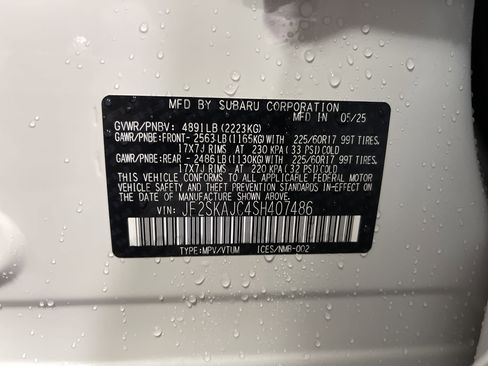 MFD BY SUBARU CORPORATION 05/25
GVWR/PNBV: 4891LB(2223KG)
GAWR/PNBE:FRONT-2563LB(1165KG)WITH 225/60R17 99T TIRES,
17X7J RIMS AT 230 KPA(33 PSI)COLD
GAWR/PNBE:REAR -2486LB(1130KG)WITH 225/60R17 99T TIRES,
17X7J RIMS AT 220 KPA(32 PSI)COLD
THIS VEHICLE CONFORMS TO ALL APPLICABLE FEDERAL MOTOR
VEHICLE SAFETY AND THEFT PREVENTION STANDARDS IN EFFECT
ON THE DATE OF MANUFACTURE SHOWN ABOVE.
VIN: JF2SKAJC4SH407486
TYPE:MPV/VTUM ICES/NMB-002